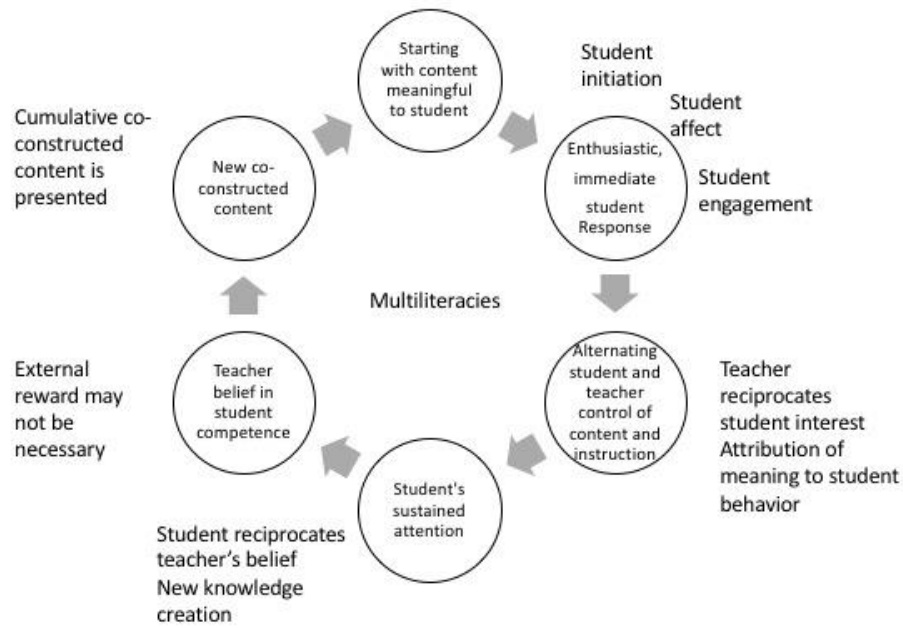 Starting
with content
meaningful
to student
Student
initiation
Student
affect
Enthusiastic,
immediate
student
Response
Student
engagement
Alternating
student and
teacher
control of
content and
instruction
Teacher
reciprocates
student interest
Attribution of
meaning to student
behavior
Student's
sustained
attention
Student reciprocates
teacher’s belief
New knowledge
creation
Teacher
belief in
student
competence
External
reward may
not be
necessary
New co-
constructed
content
Cumulative co-
constructed
content is
presented
Multiliteracies